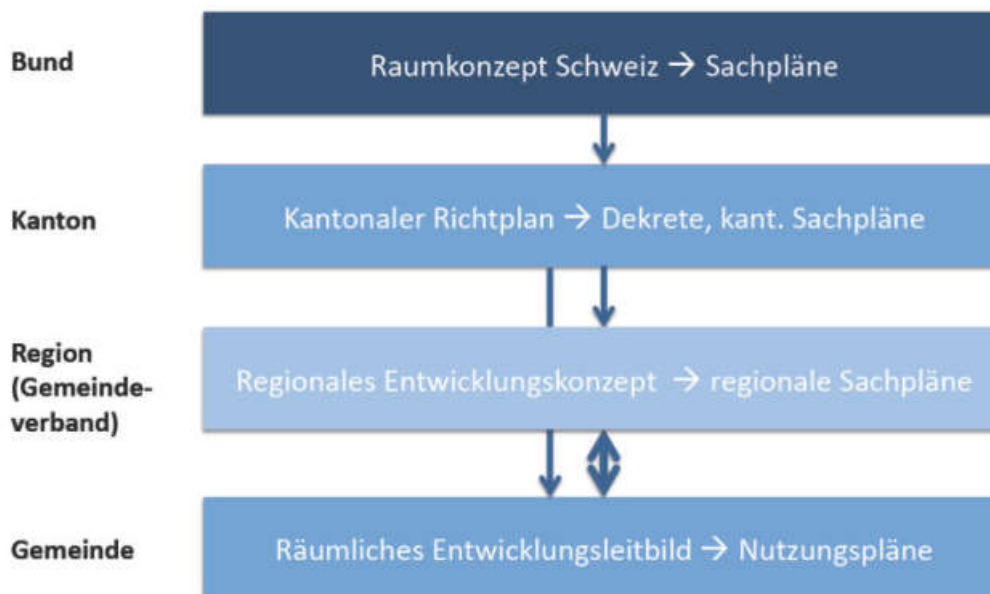 Bund
Raumkonzept Schweiz → Sachpläne
Kanton
Kantonaler Richtplan → Dekrete, kant. Sachpläne
Region
(Gemeinde-
verband)
Regionales Entwicklungskonzept → regionale Sachpläne
Gemeinde
Räumliches Entwicklungsleitbild → Nutzungspläne